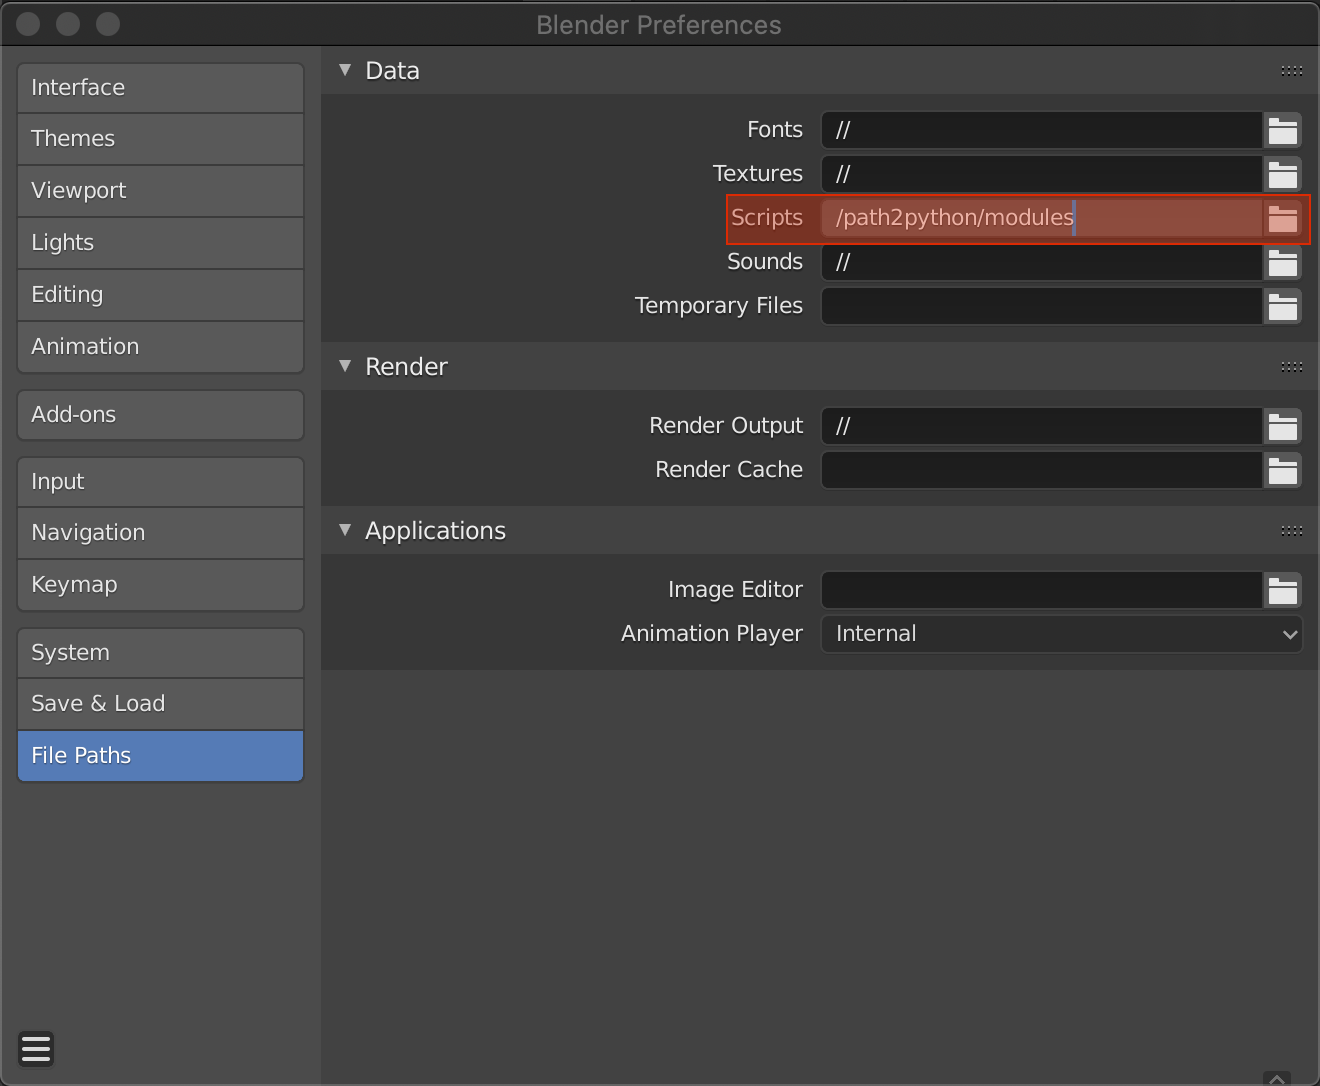 Blender Preferences
Interface
Themes
Viewport
Lights
Editing
Animation
Add-ons
Input
Navigation
Keymap
System
Save & Load
File Paths
Data
Fonts //
Textures //
Scripts /path2python/modules
Sounds //
Temporary Files
Render
Render Output //
Render Cache
Applications
Image Editor
Animation Player Internal